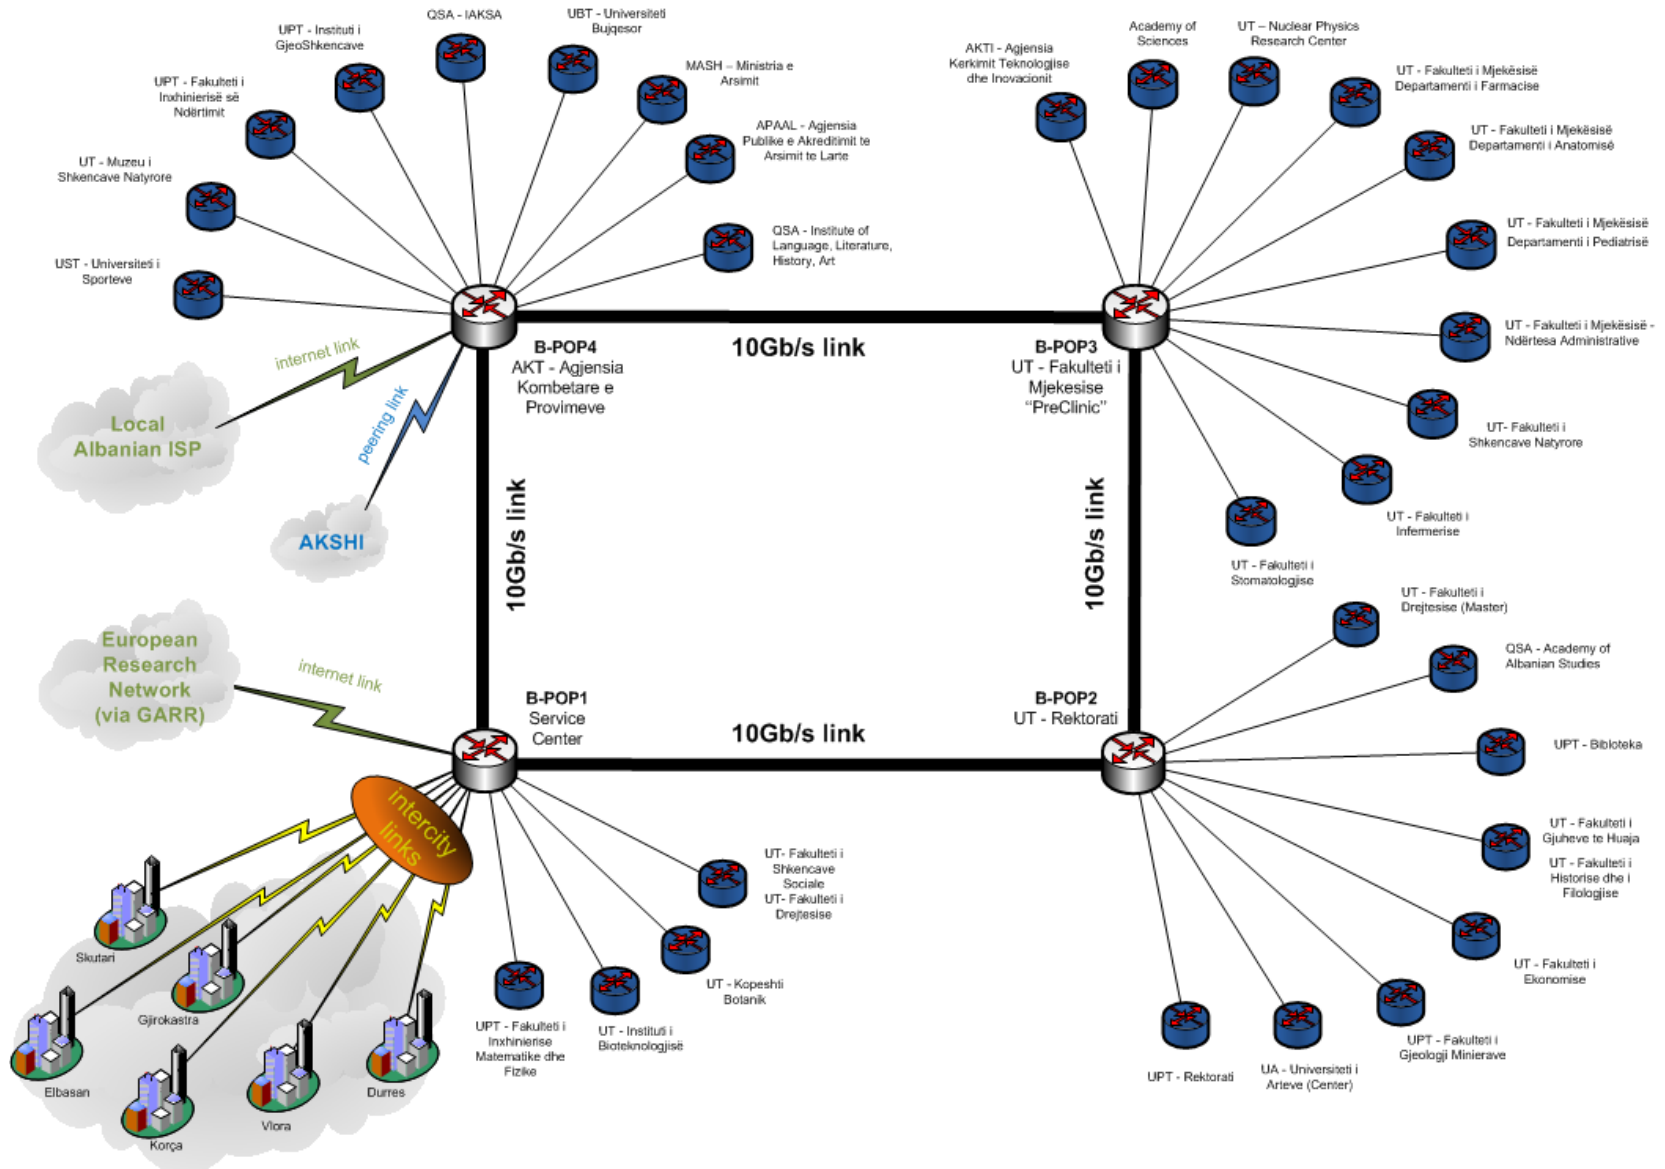 QSA - IAKSA
UPT - Instituti i
GjeoShkencave
UBT - Universiteti
Bujqesor
UPT - Fakulteti i
Inxhinierisë së
Ndërtimit
MASH – Ministria e
Arsimit
APAAL - Agjensia
Publike e Akreditimit te
Arsimit te Larte
UT - Muzeu i
Shkencave Natyrore
QSA - Institute of
Language, Literature,
History, Art
UST - Universiteti i
Sporteve
AKTI - Agjensia
Kerkimit Teknologjise
dhe Inovacionit
Academy of
Sciences
UT – Nuclear Physics
Research Center
UT - Fakulteti i Mjekësisë
Departamenti i Farmacise
UT - Fakulteti i Mjekësisë
Departamenti i Anatomisë
UT - Fakulteti i Mjekësisë
Departamenti i Pediatrisë
UT - Fakulteti i Mjekësisë -
Ndërtesa Administrative
UT- Fakulteti i
Shkencave Natyrore
UT - Fakulteti i
Infermerise
UT - Fakulteti i
Stomatologjise
internet link
Local
Albanian ISP
peering link
AKSHI
B-POP4
AKT - Agjensia
Kombetare e
Provimeve
10Gb/s link
B-POP3
UT - Fakulteti i
Mjekesise
“PreClinic”
10Gb/s link
10Gb/s link
European
Research
Network
(via GARR)
internet link
B-POP1
Service
Center
10Gb/s link
B-POP2
UT - Rektorati
UT - Fakulteti i
Drejtesise (Master)
QSA - Academy of
Albanian Studies
UPT - Bibloteka
UT - Fakulteti i
Gjuheve te Huaja
UT - Fakulteti i
Historise dhe i
Filologjise
UT - Fakulteti i
Ekonomise
UPT - Fakulteti i
Gjeologji Minierave
UA - Universiteti i
Arteve (Center)
UPT - Rektorati
intercity
links
UT- Fakulteti i
Shkencave
Sociale
UT- Fakulteti i
Drejtesise
UT - Kopeshti
Botanik
UT - Instituti i
Bioteknologjisë
UPT - Fakulteti i
Inxhinierise
Matematike dhe
Fizike
Skutari
Gjirokastra
Elbasan
Korça
Vlora
Durres